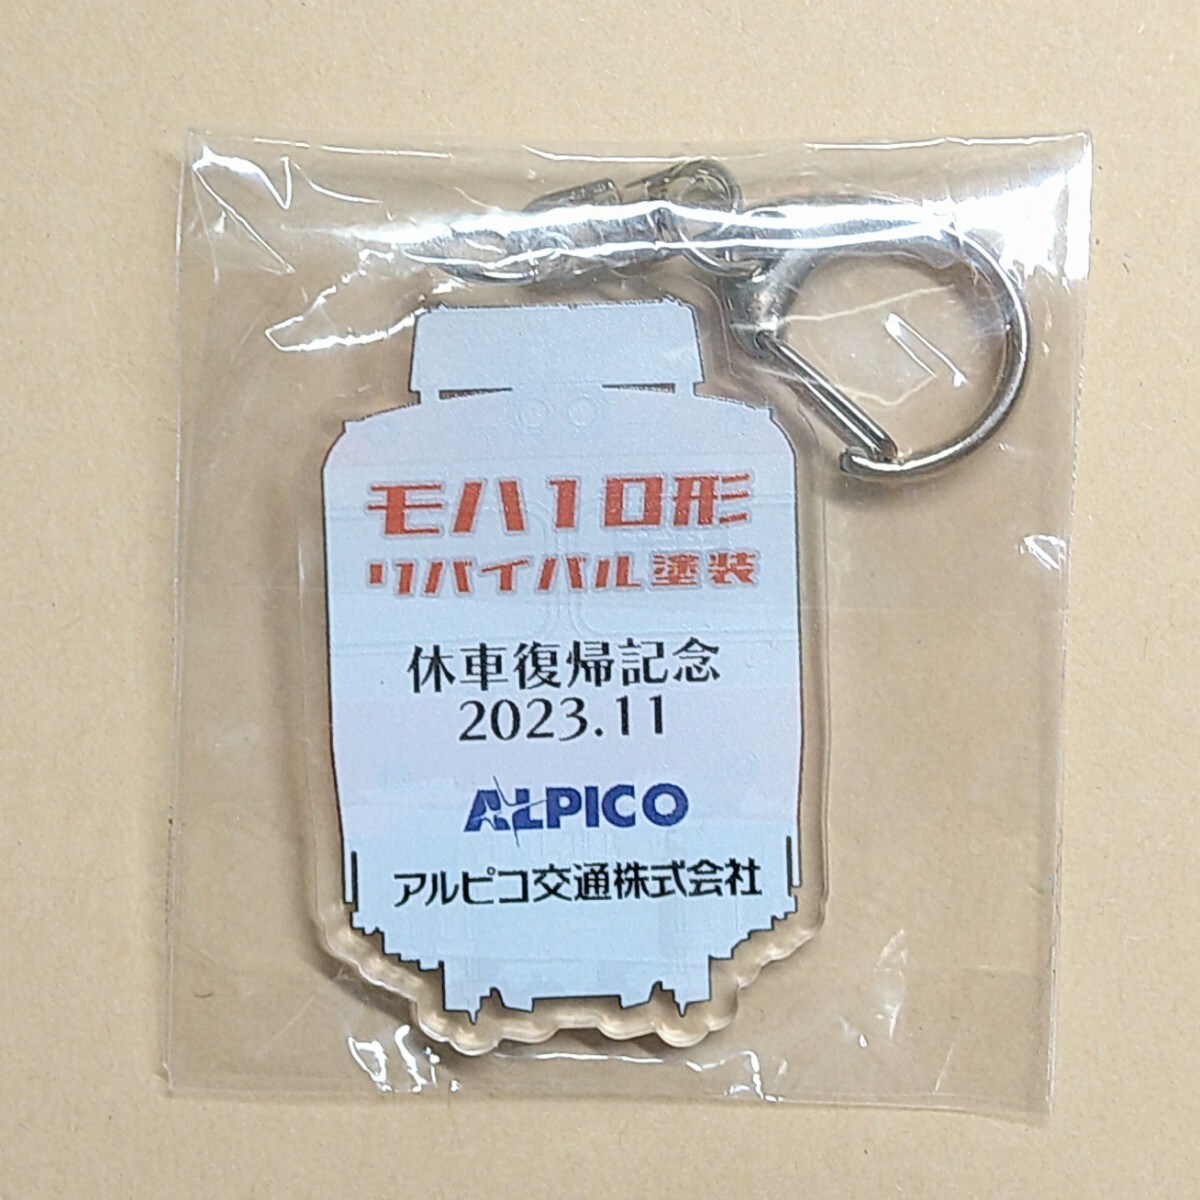 モハ10形
リバイバル塗装
休車復帰記念
2023.11
ALPICO
アルピコ交通株式会社